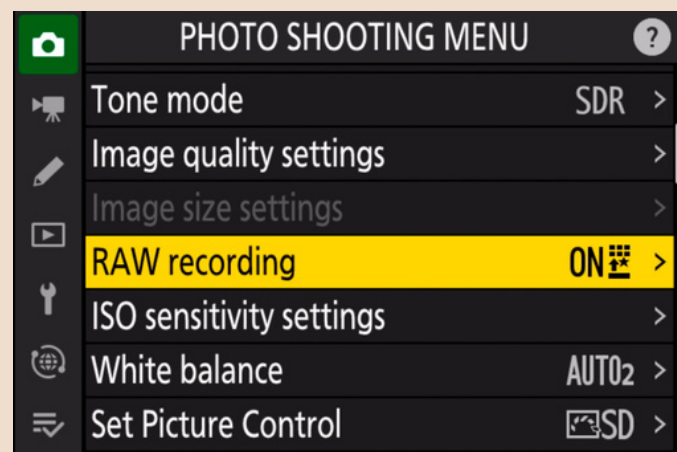 PHOTO SHOOTING MENU ?
Tone mode SDR >
Image quality settings >
Image size settings >
RAW recording ON >
ISO sensitivity settings >
White balance AUTO2 >
Set Picture Control SD >